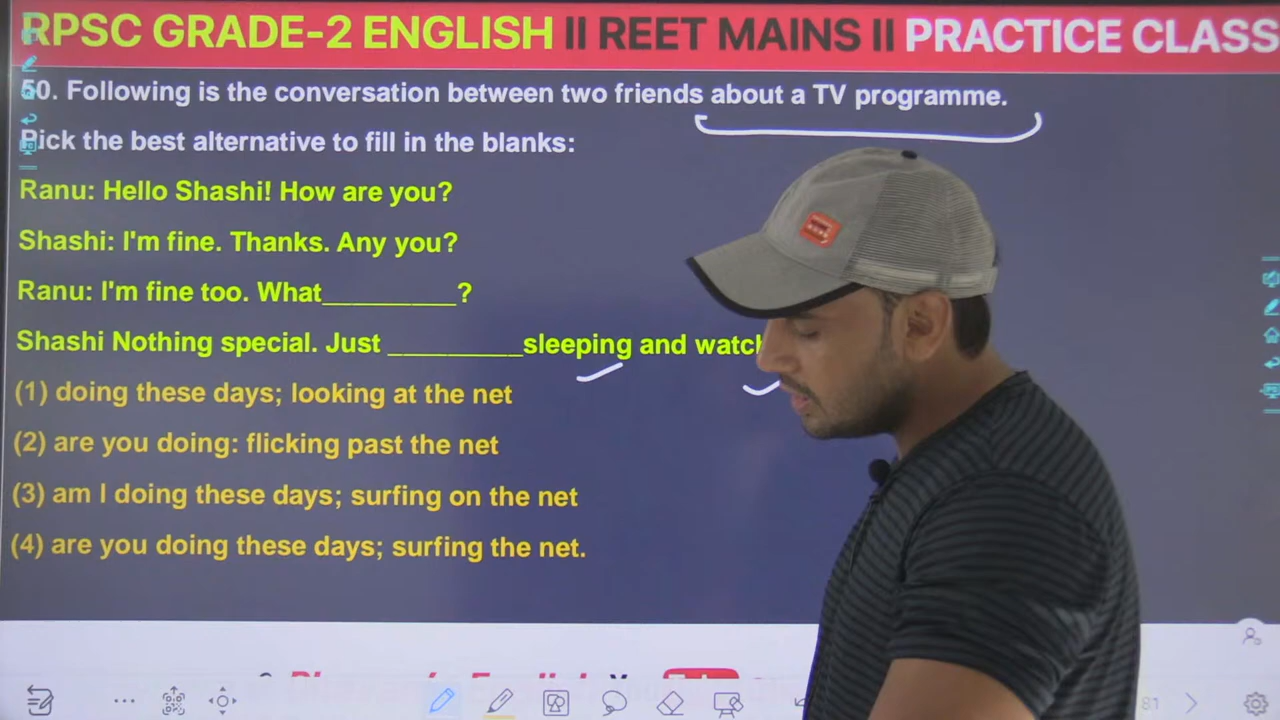 RPSC GRADE-2 ENGLISH II REET MAINS II PRACTICE CLASS
50. Following is the conversation between two friends about a TV programme.
Pick the best alternative to fill in the blanks:
Ranu: Hello Shashi! How are you?
Shashi: I'm fine. Thanks. Any you?
Ranu: I'm fine too. What_________?
Shashi Nothing special. Just _________sleeping and watch
(1) doing these days; looking at the net
(2) are you doing: flicking past the net
(3) am I doing these days; surfing on the net
(4) are you doing these days; surfing the net.
81